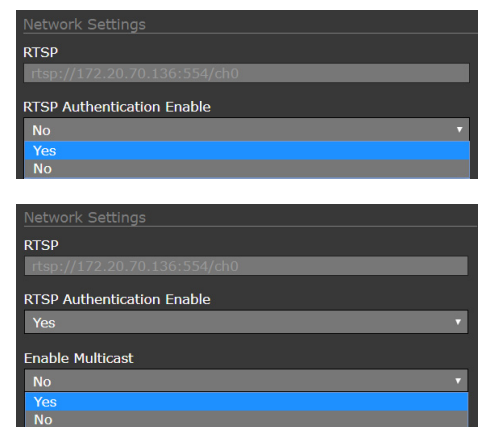 Network Settings
RTSP
rtsp://172.20.70.136:554/ch0
RTSP Authentication Enable
No
Yes
No
Network Settings
RTSP
rtsp://172.20.70.136:554/ch0
RTSP Authentication Enable
Yes
Enable Multicast
No
Yes
No